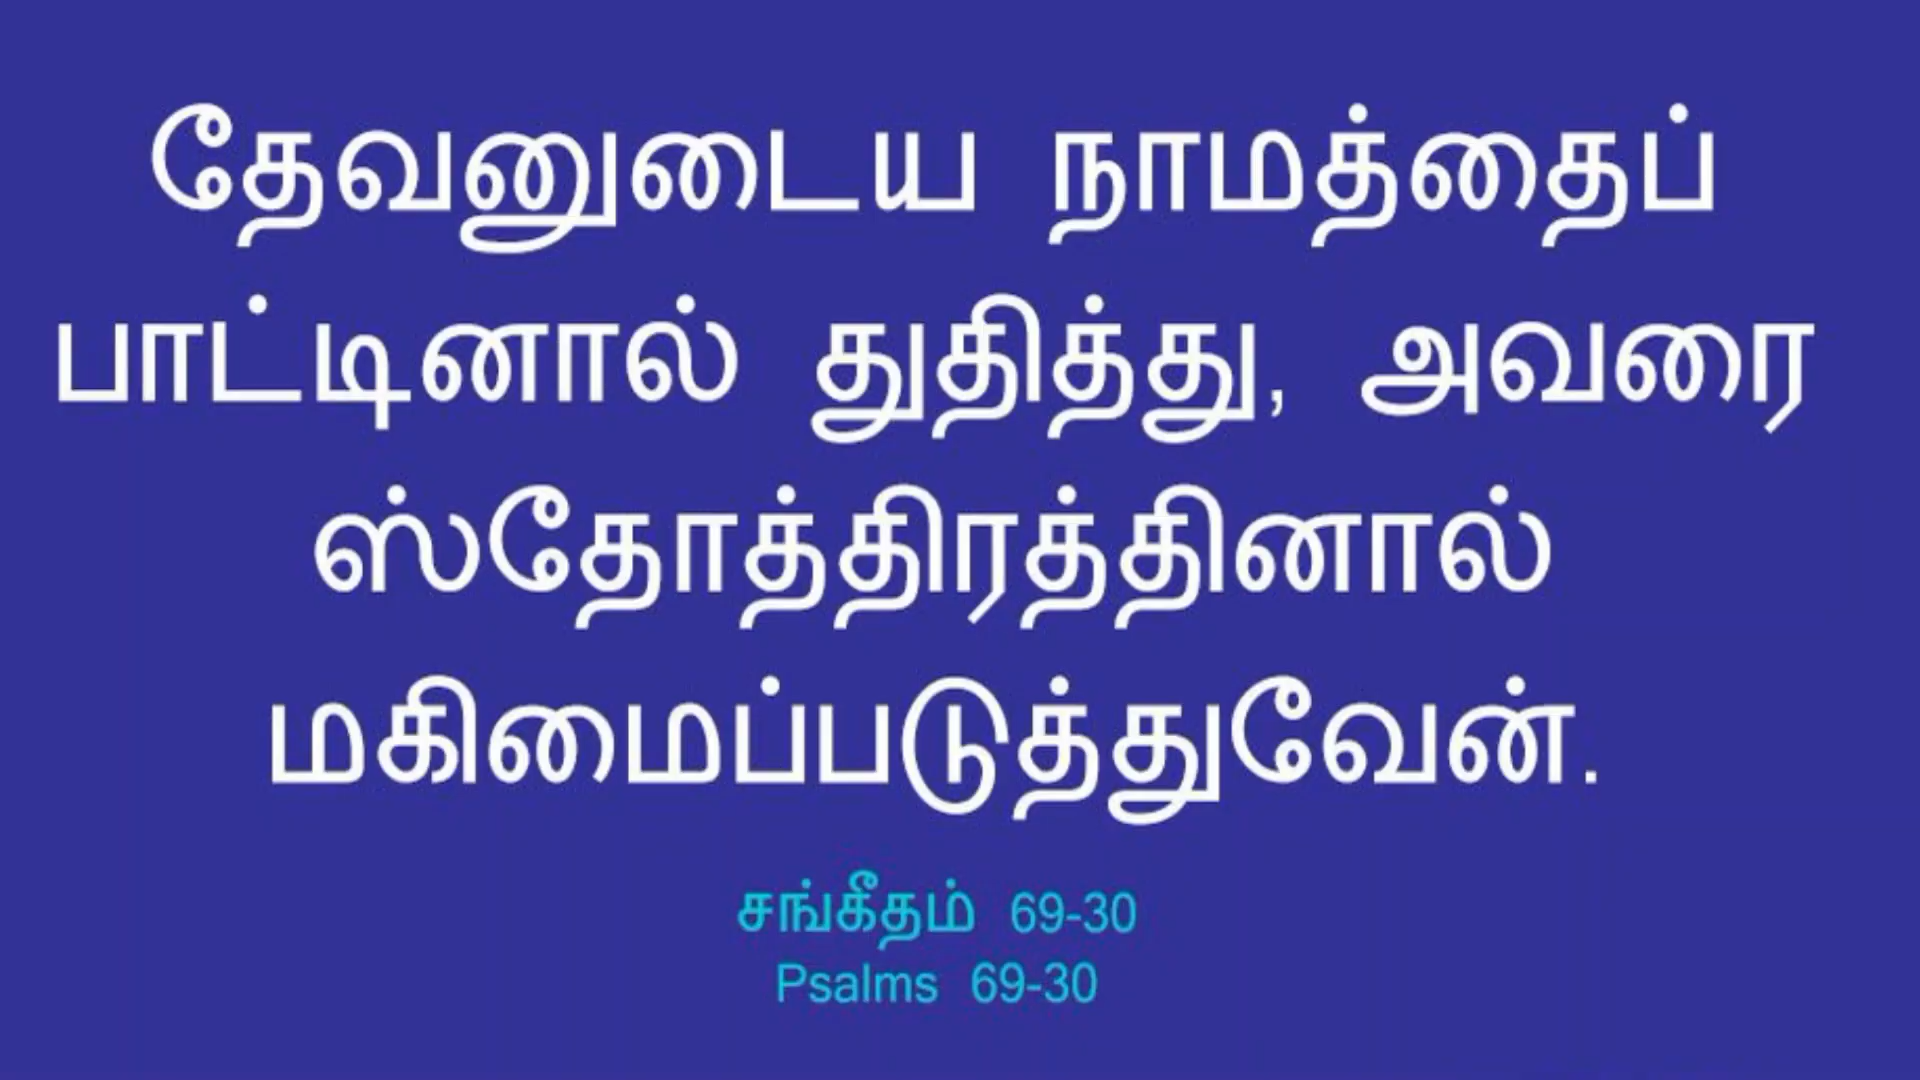 தேவனுடைய நாமத்தைப்
பாட்டினால் துதித்து, அவரை
ஸ்தோத்திரத்தினால்
மகிமைப்படுத்துவேன்.
சங்கீதம் 69-30
Psalms 69-30